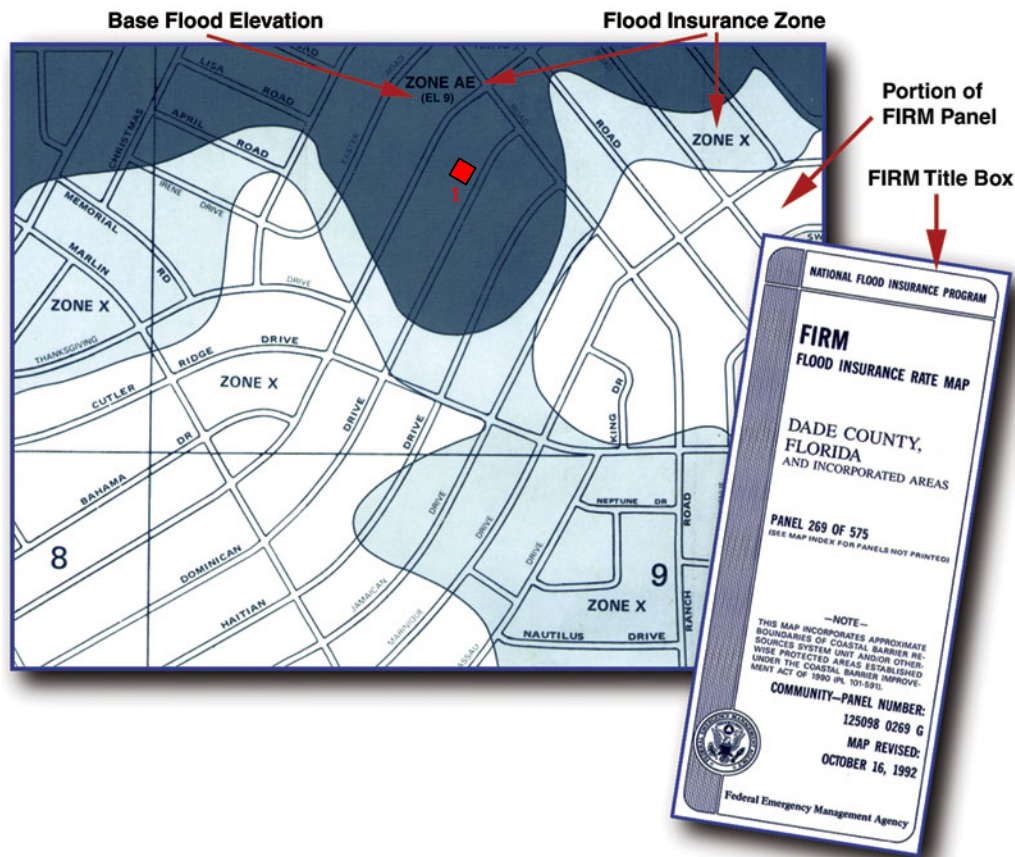 Base Flood Elevation
Flood Insurance Zone
Portion of
FIRM Panel
FIRM Title Box
LISA
ROAD
ROAD
ZONE AE
(EL 9)
APRIL
ROAD
CHRISTMAS
EASTER
ROAD
ZONE X
1
IRENE
DRIVE
MEMORIAL
RD
MARLIN
ZONE X
DRIVE
THANKSGIVING
CUTLER
RIDGE
DRIVE
ZONE X
DRIVE
DRIVE
KING
DR
BAHAMA
DR
DRIVE
NEPTUNE DR
ROAD
DRIVE
DRIVE
8
DOMINICAN
9
JAMAICAN
ZONE X
HAITIAN
RANCH
NAUTILUS
DRIVE
NATIONAL FLOOD INSURANCE PROGRAM
FIRM
FLOOD INSURANCE RATE MAP
DADE COUNTY,
FLORIDA
AND INCORPORATED AREAS
PANEL 269 OF 575
(SEE MAP INDEX FOR PANELS NOT PRINTED)
—NOTE—
THIS MAP INCORPORATES APPROXIMATE
BOUNDARIES OF COASTAL BARRIER RE-
SOURCES SYSTEM UNIT AND/OR OTHER-
WISE PROTECTED AREAS ESTABLISHED
UNDER THE COASTAL BARRIER IMPROVE-
MENT ACT OF 1990 (PL 101-591).
COMMUNITY—PANEL NUMBER:
125098 0269 G
MAP REVISED:
OCTOBER 16, 1992
Federal Emergency Management Agency